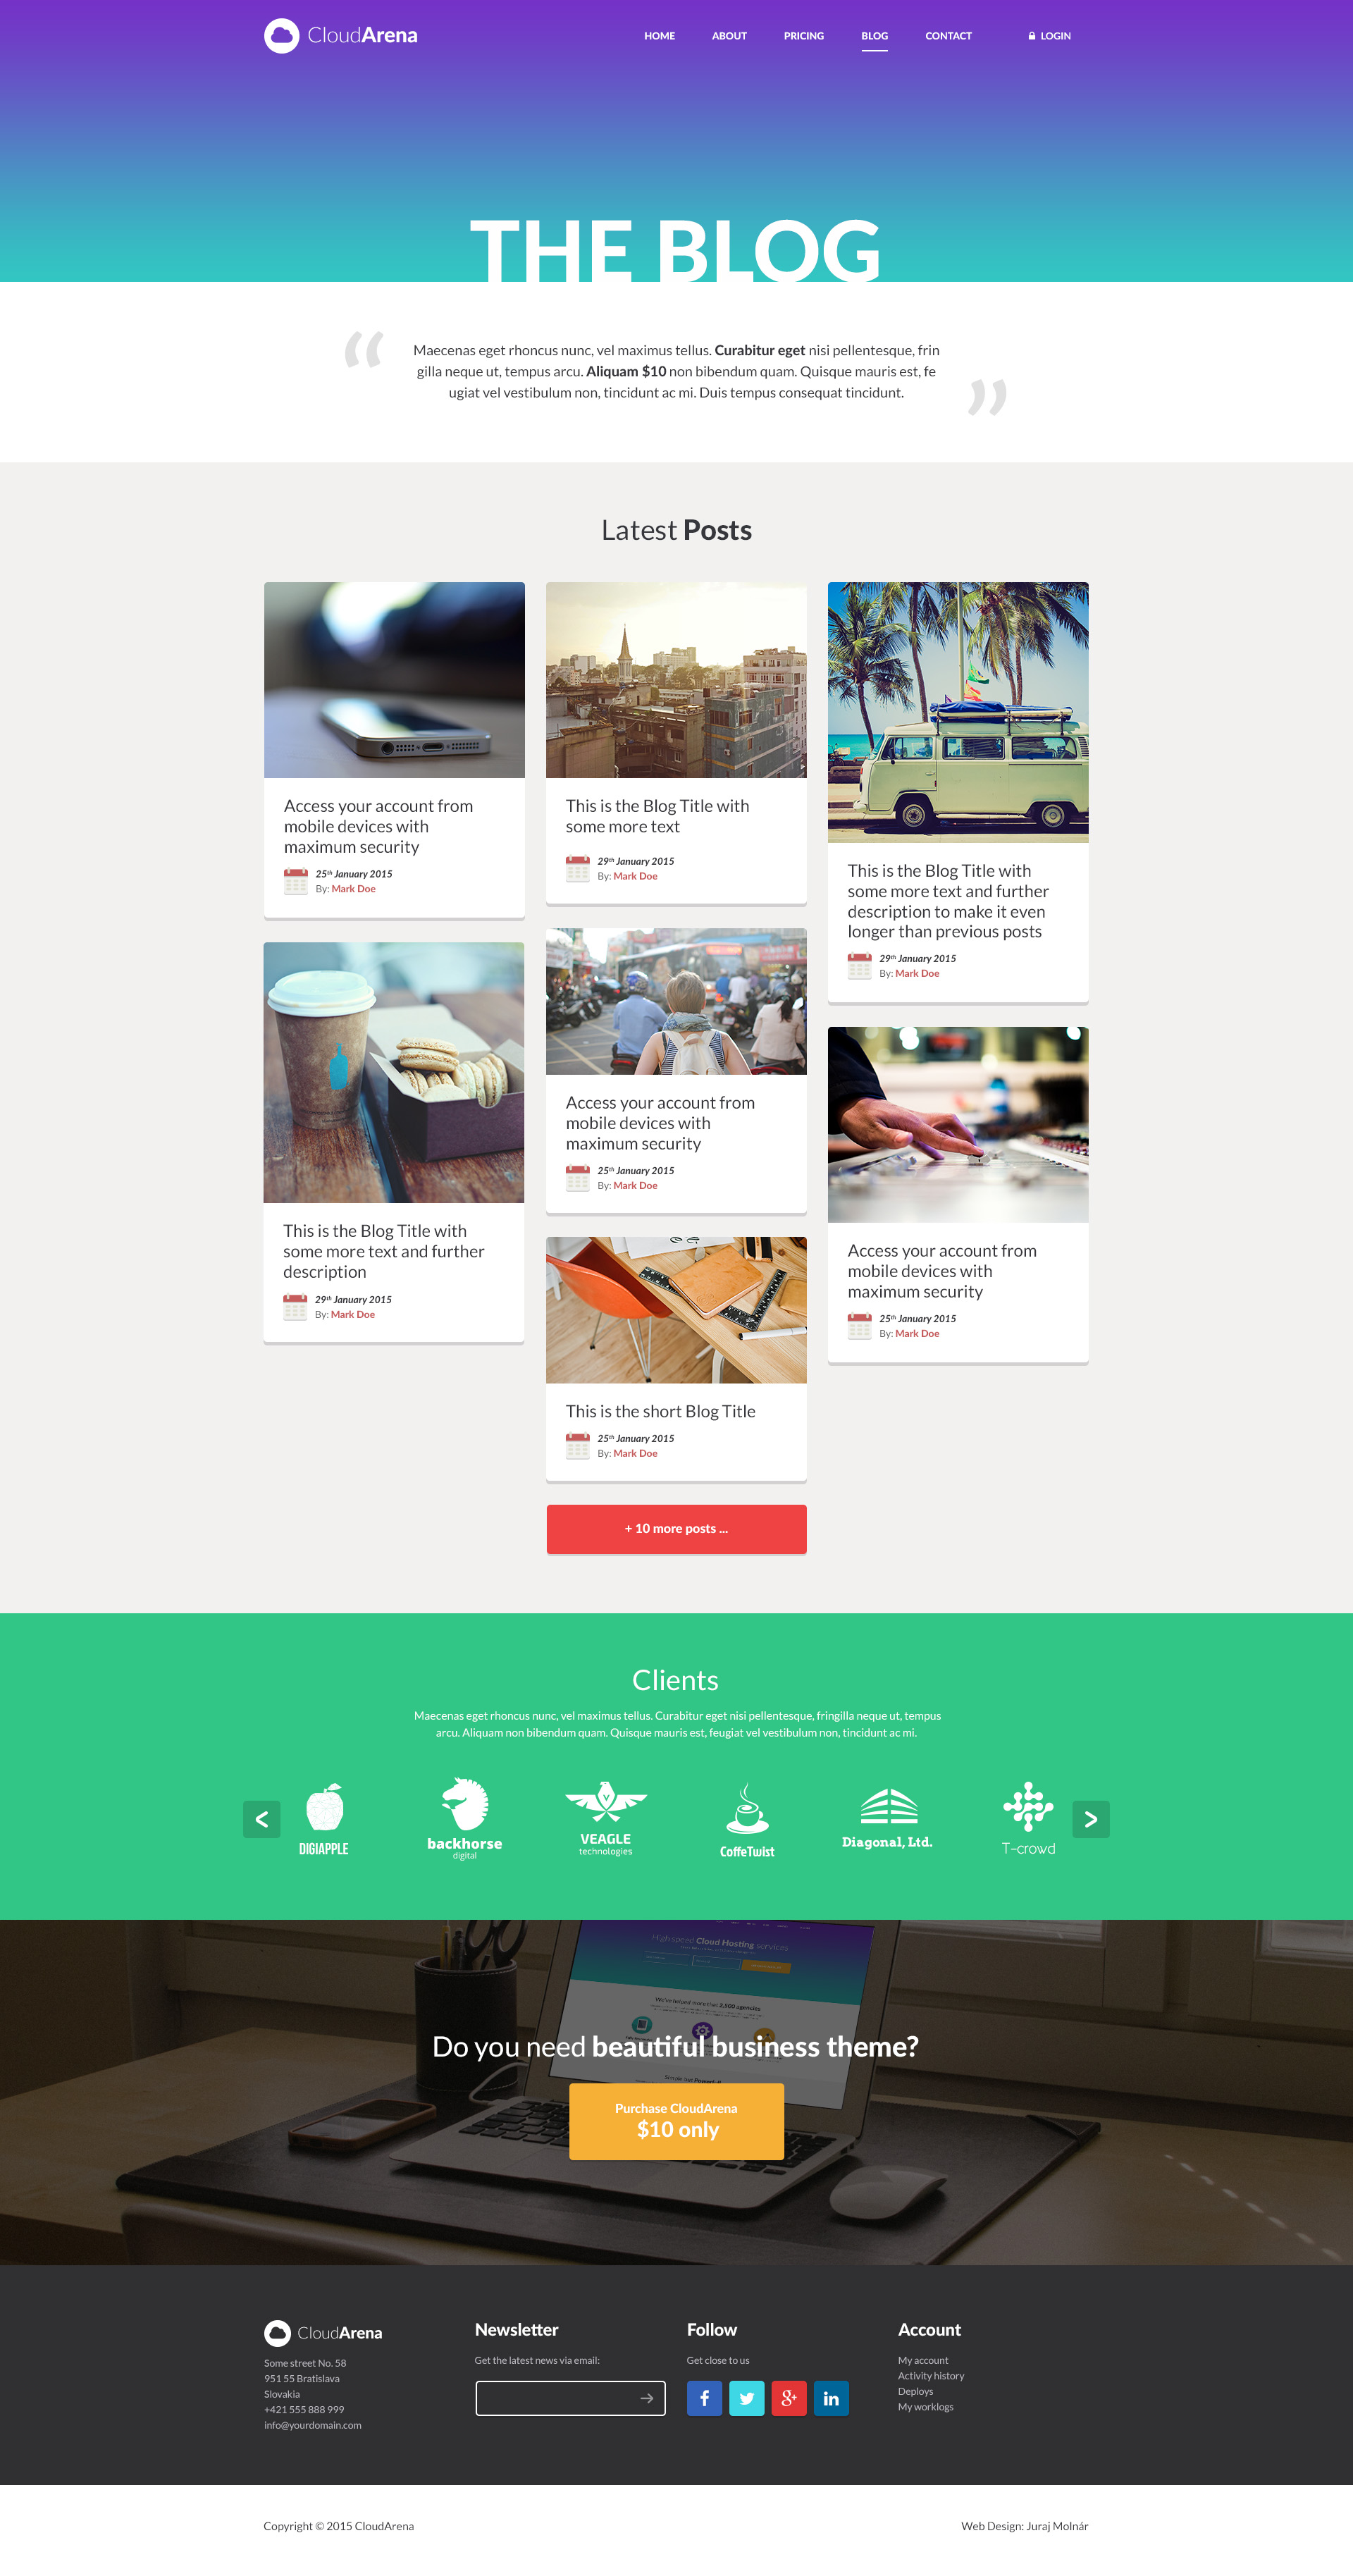 CloudArena
HOME ABOUT PRICING BLOG CONTACT LOGIN
THE BLOG
“
Maecenas eget rhoncus nunc, vel maximus tellus. Curabitur eget nisi pellentesque, frin
gilla neque ut, tempus arcu. Aliquam $10 non bibendum quam. Quisque mauris est, fe
ugiat vel vestibulum non, tincidunt ac mi. Duis tempus consequat tincidunt.
”
Latest Posts
Access your account from
mobile devices with
maximum security
25th January 2015
By: Mark Doe
This is the Blog Title with
some more text and further
description
29th January 2015
By: Mark Doe
This is the Blog Title with
some more text
29th January 2015
By: Mark Doe
Access your account from
mobile devices with
maximum security
25th January 2015
By: Mark Doe
This is the short Blog Title
25th January 2015
By: Mark Doe
This is the Blog Title with
some more text and further
description to make it even
longer than previous posts
29th January 2015
By: Mark Doe
Access your account from
mobile devices with
maximum security
25th January 2015
By: Mark Doe
+ 10 more posts ...
Clients
Maecenas eget rhoncus nunc, vel maximus tellus. Curabitur eget nisi pellentesque, fringilla neque ut, tempus
arcu. Aliquam non bibendum quam. Quisque mauris est, feugiat vel vestibulum non, tincidunt ac mi.
<
DIGIAPPLE
backhorse
digital
VEAGLE
technologies
CoffeTwist
Diagonal, Ltd.
T-crowd
>
High speed Cloud Hosting services
We've helped more than 2,500 agencies
Do you need beautiful business theme?
Purchase CloudArena
$10 only
CloudArena
Some street No. 58
951 55 Bratislava
Slovakia
+421 555 888 999
info@yourdomain.com
Newsletter
Get the latest news via email:
Follow
Get close to us
f g+ in
Account
My account
Activity history
Deploys
My worklogs
Copyright © 2015 CloudArena
Web Design: Juraj Molnár